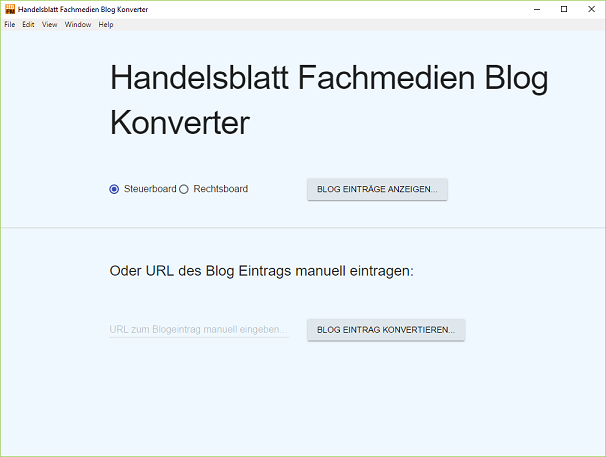 Handelsblatt Fachmedien Blog Konverter
File Edit View Window Help
Handelsblatt Fachmedien Blog
Konverter
Steuerboard Rechtsboard BLOG EINTRÄGE ANZEIGEN...
Oder URL des Blog Eintrags manuell eintragen:
URL zum Blogeintrag manuell eingeben... BLOG EINTRAG KONVERTIEREN...